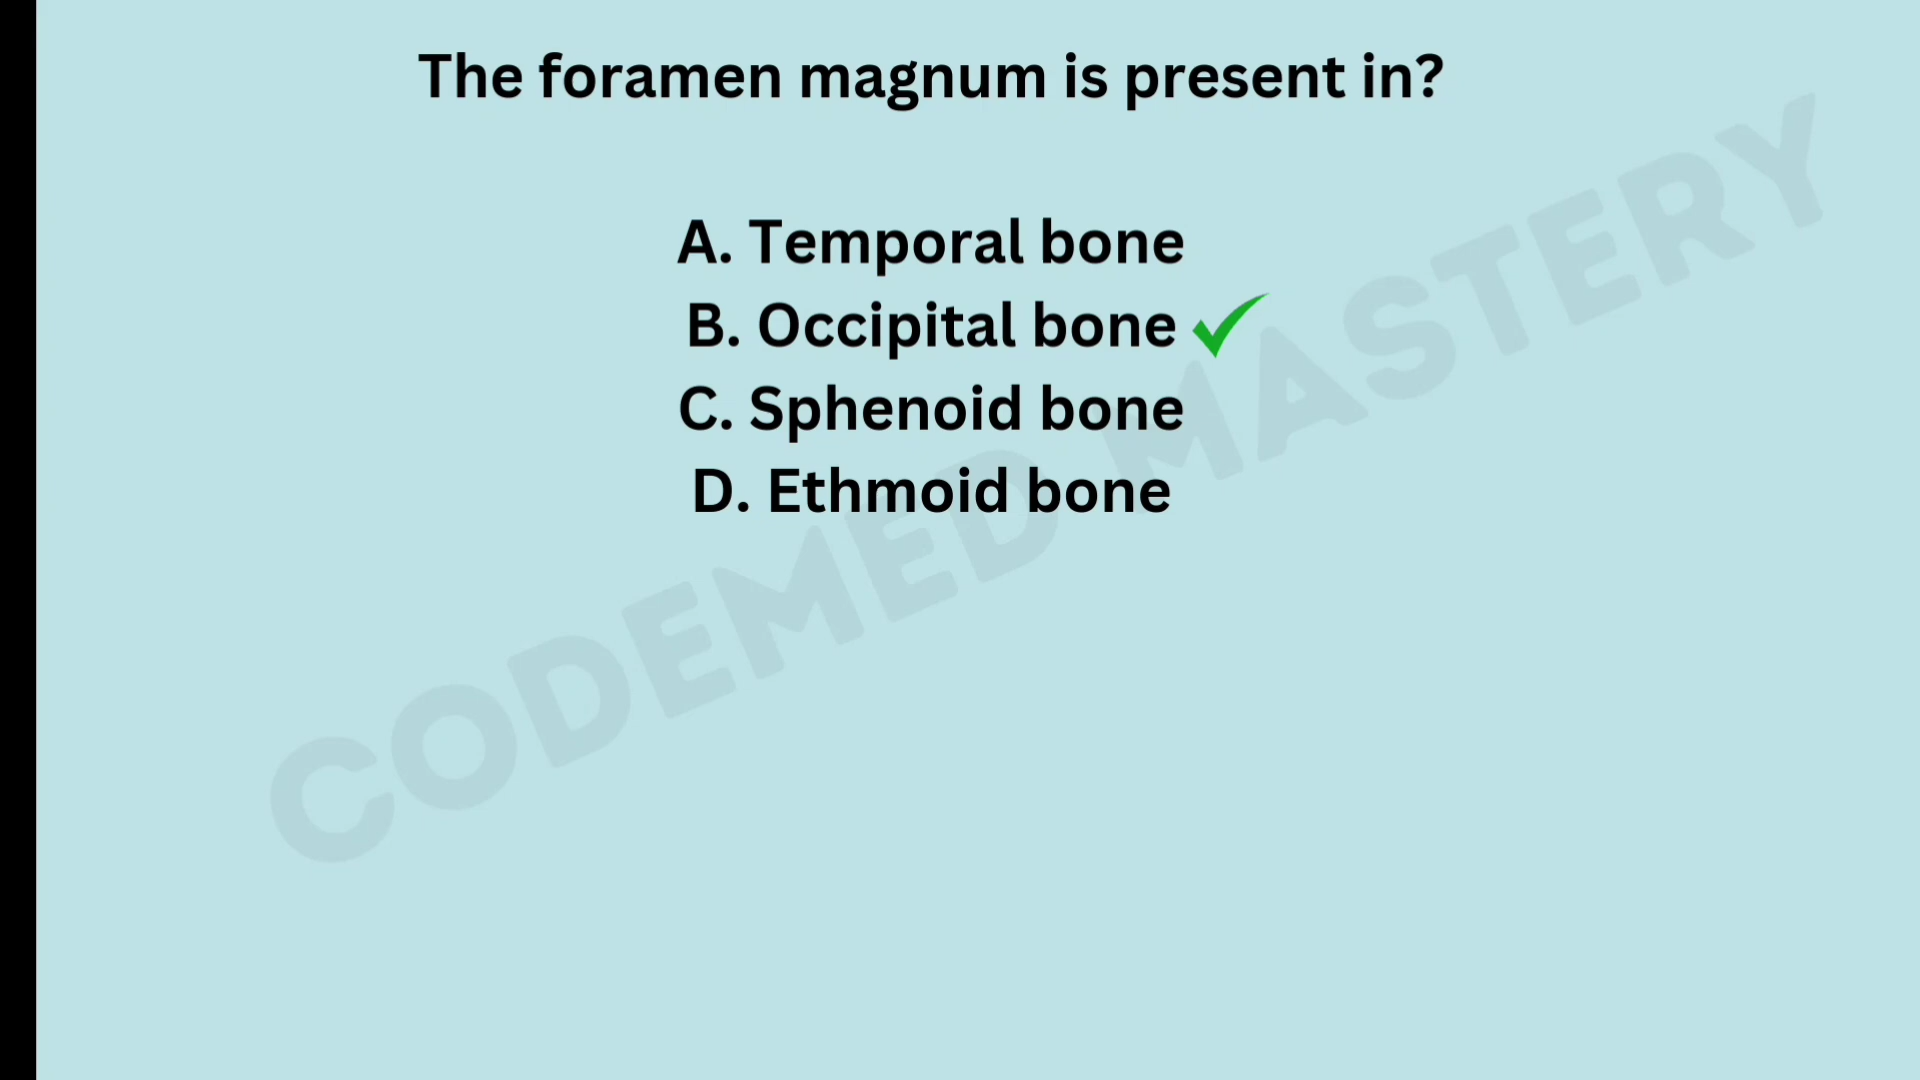 The foramen magnum is present in?
A. Temporal bone
B. Occipital bone
C. Sphenoid bone
D. Ethmoid bone
CODEMED MASTERY